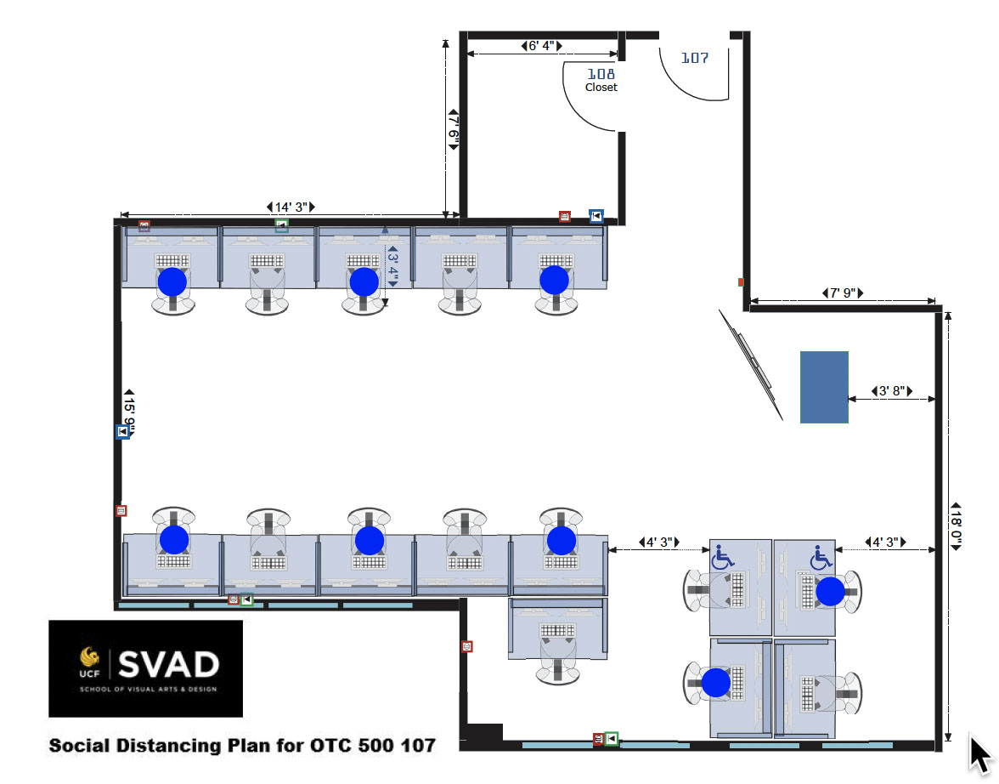 6' 4"
107
108
Closet
7' 6"
14' 3"
3' 4"
7' 9"
3' 8"
15' 9"
18' 0"
4' 3"
4' 3"
UCF
SVAD
SCHOOL OF VISUAL ARTS & DESIGN
Social Distancing Plan for OTC 500 107